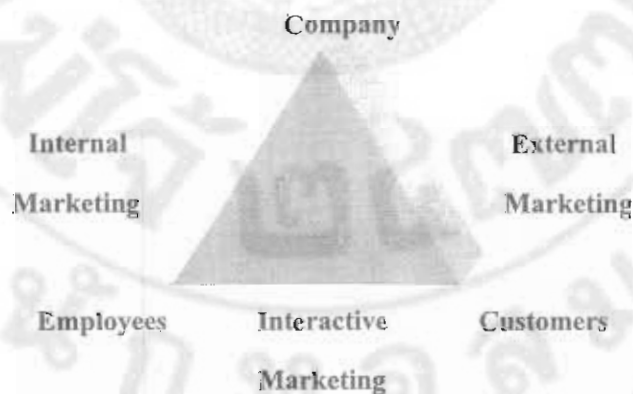 Company
Internal
Marketing
External
Marketing
Employees
Interactive
Marketing
Customers